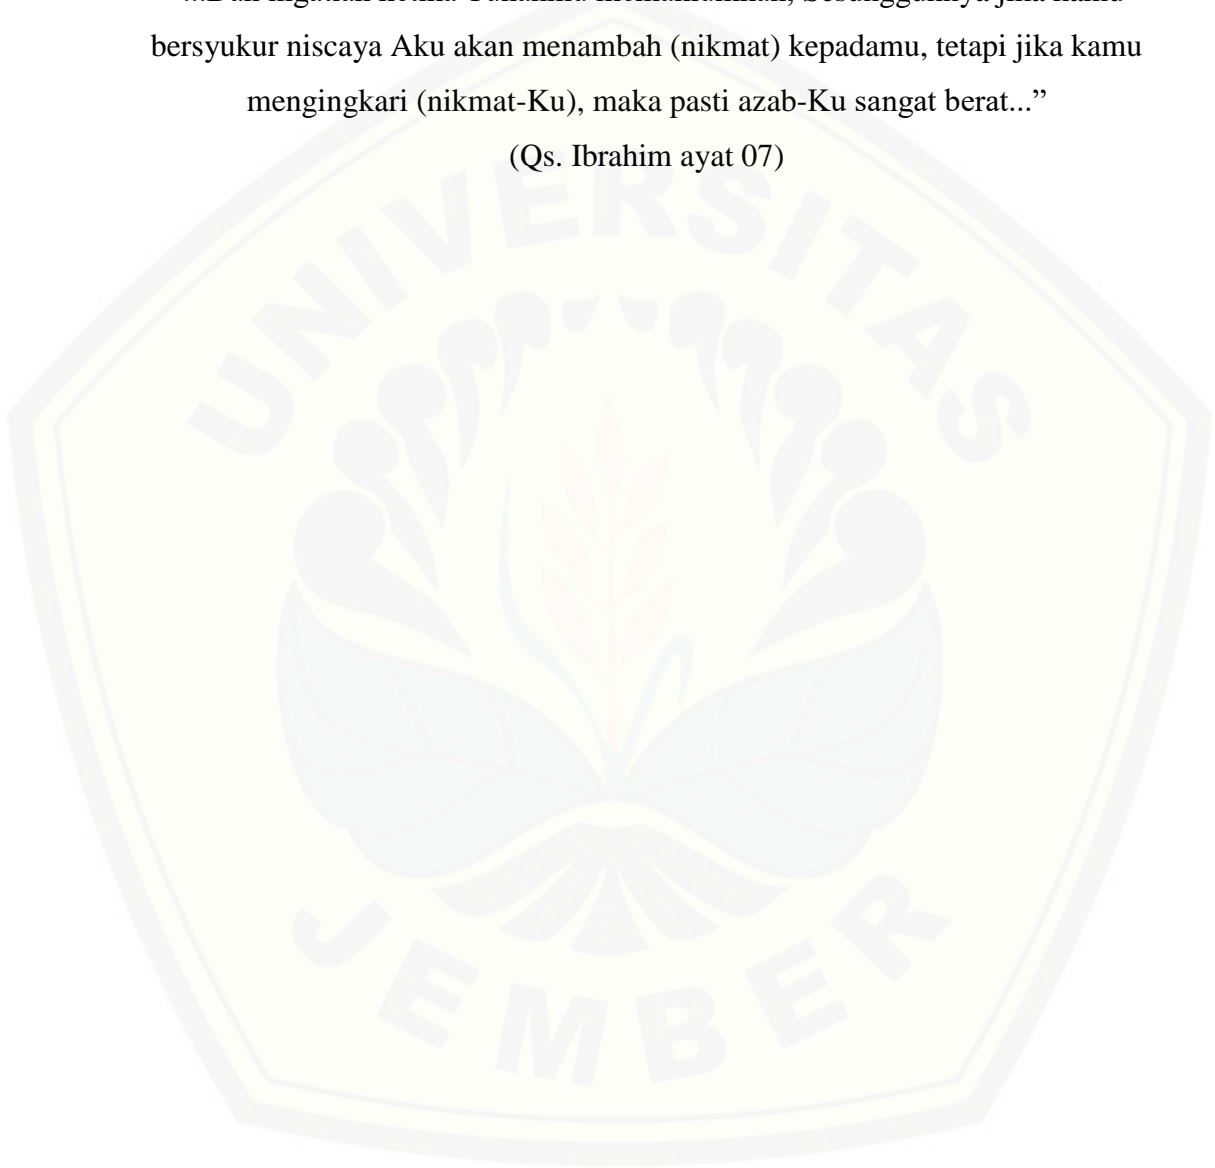 bersyukur niscaya Aku akan menambah (nikmat) kepadamu, tetapi jika kamu
mengingkari (nikmat-Ku), maka pasti azab-Ku sangat berat...”
(Qs. Ibrahim ayat 07)
UNIVERSITAS
JEMBER